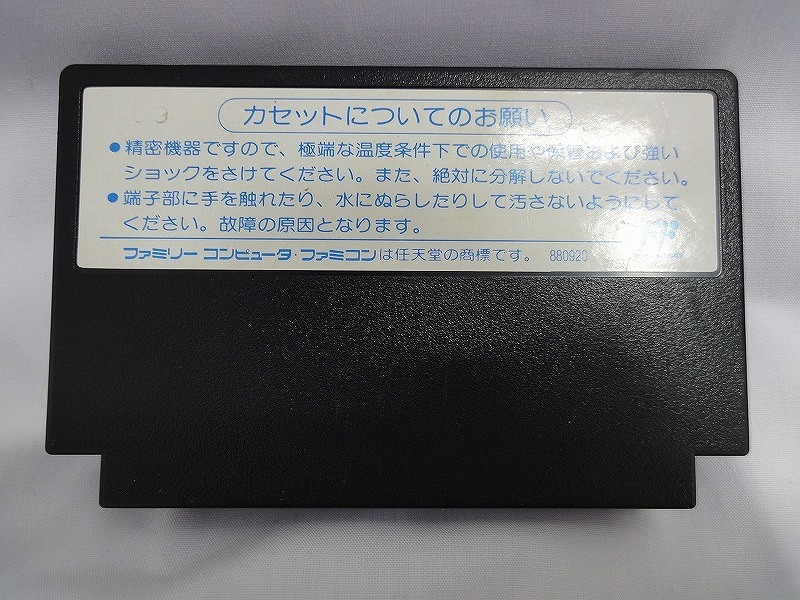 カセットについてのお願い
●精密機器ですので、極端な温度条件下での使用や保管および強い
ショックをさけてください。また、絶対に分解しないでください。
●端子部に手を触れたり、水にぬらしたりして汚さないようにして
ください。故障の原因となります。
ファミリー コンピュータ・ファミコンは任天堂の商標です。 880920